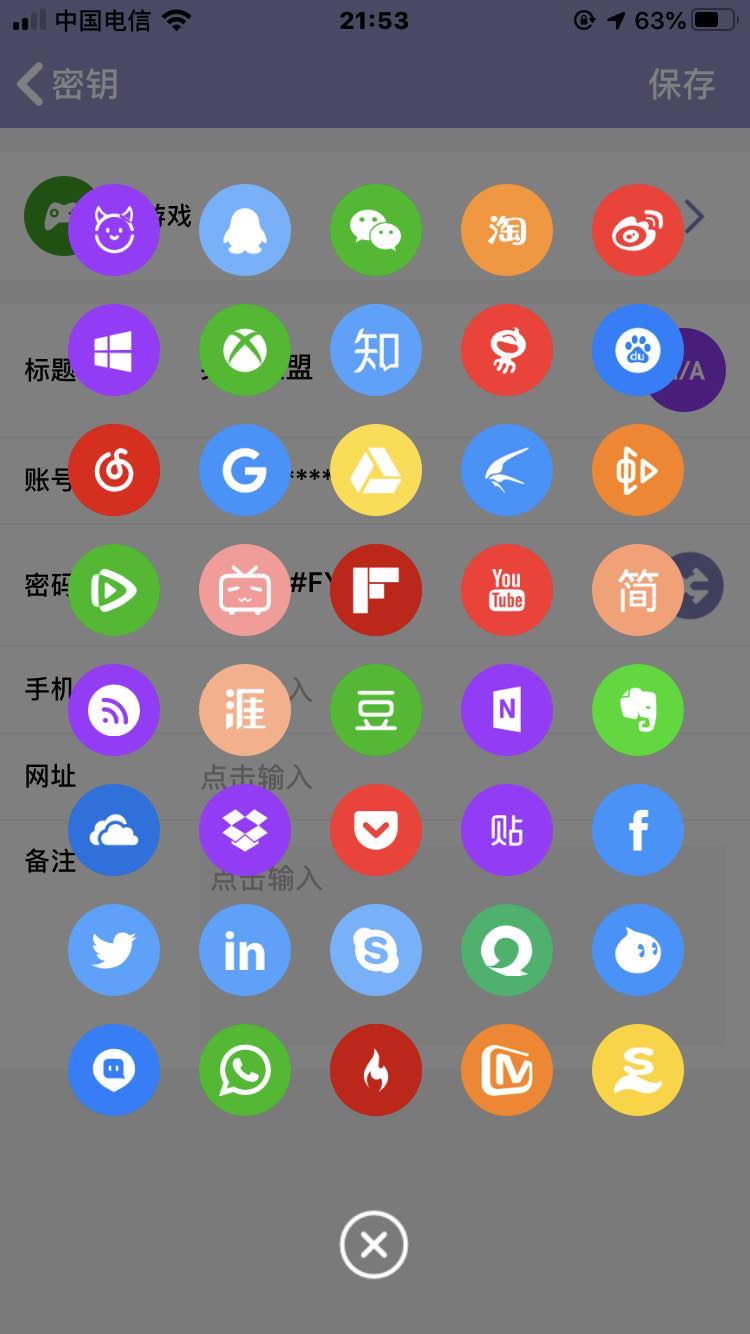 中国电信 21:53 63%
密钥 保存
游戏
淘
标题 知 盟 du /A
账号 G ****
密码 #FY You Tube 简
手机 涯 入 豆 N
网址 点击输入
贴 f
备注 点击输入
in S
S